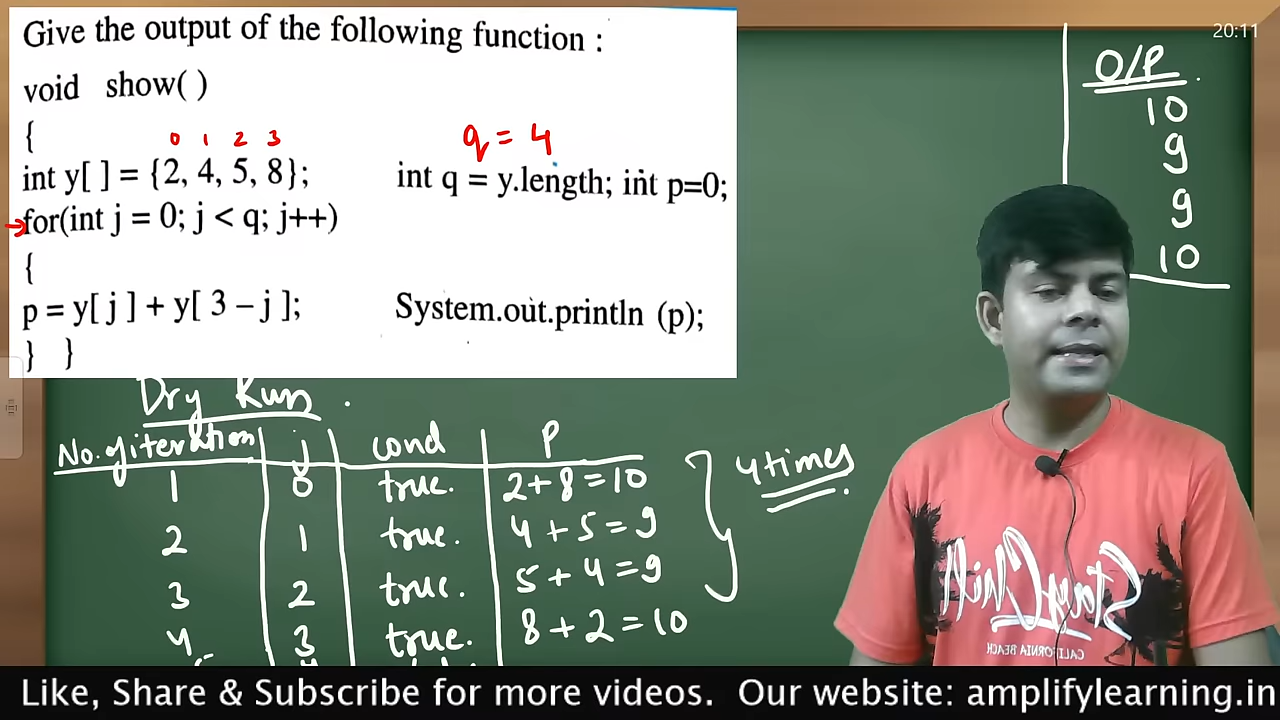 20:11
Give the output of the following function :
void show( )
{
0 1 2 3
q = 4
int y[ ] = {2, 4, 5, 8}; int q = y.length; int p=0;
→for(int j = 0; j < q; j++)
{
p = y[ j ] + y[ 3 – j ]; System.out.println (p);
} }
O/P
10
9
9
10
Dry Run .
No. of iteration j cond P
1 0 true. 2+8=10
2 1 true. 4+5=9
3 2 true. 5+4=9
4 3 true. 8+2=10
4 times
Stay Chill
CALIFORNIA BEACH
Like, Share & Subscribe for more videos. Our website: amplifylearning.in